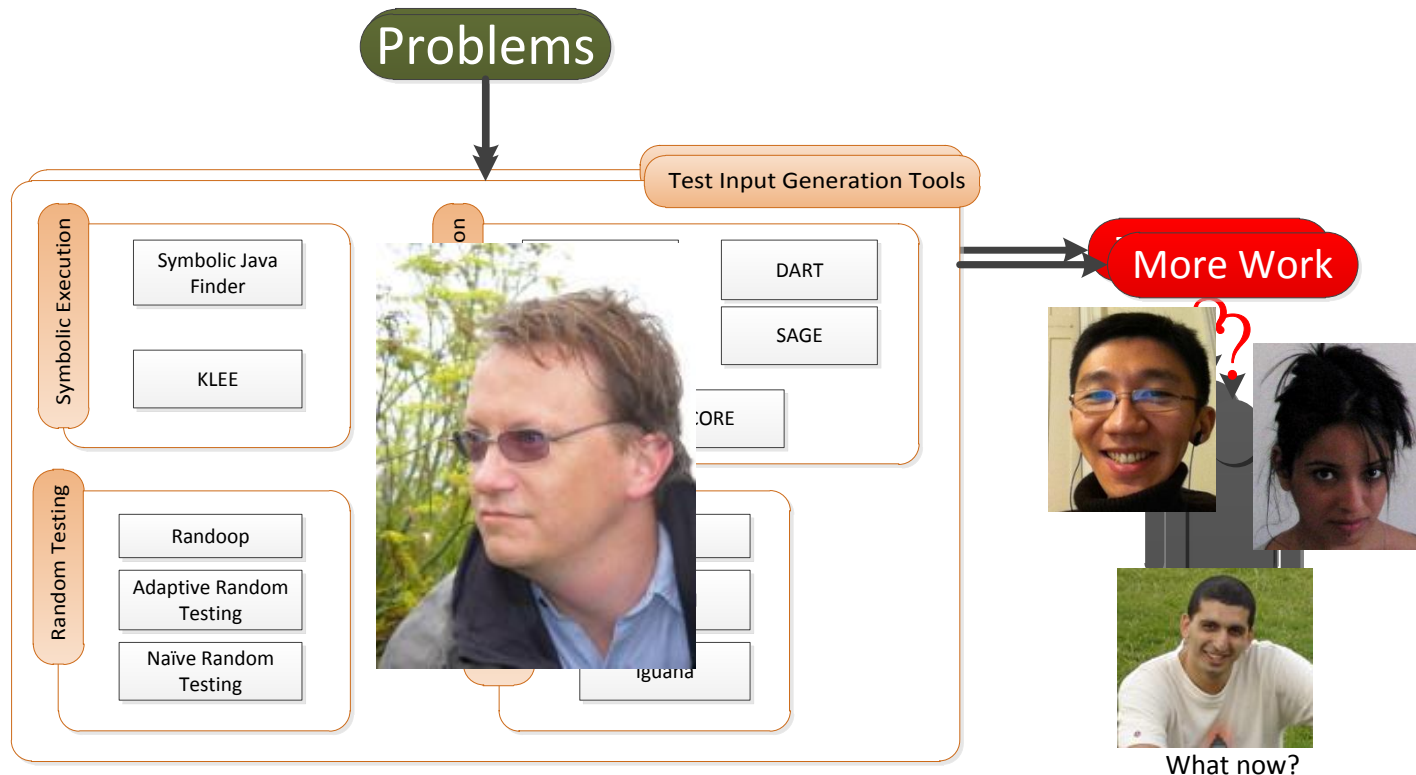 Problems
Test Input Generation Tools
Symbolic Execution
Symbolic Java
Finder
KLEE
DART
SAGE
More Work
??
Random Testing
Randoop
Adaptive Random
Testing
Naïve Random
Testing
Iguana
What now?